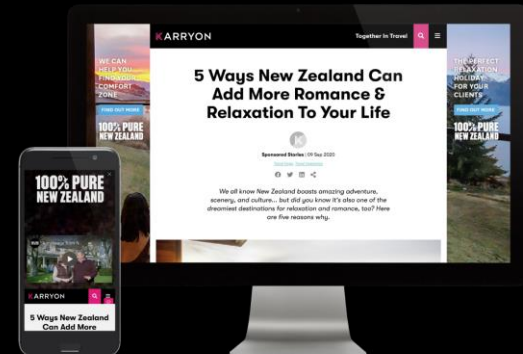 WE CAN
HELP YOU
FIND YOUR
COMFORT
ZONE
FIND OUT MORE
100% PURE
NEW ZEALAND
KARRYON
Together In Travel
5 Ways New Zealand Can
Add More Romance &
Relaxation To Your Life
Sponsored Stories | 09 Sep 2020
We all know New Zealand boasts amazing adventure,
scenery, and culture... but did you know it's also one of the
dreamiest destinations for relaxation and romance, too? Here
are five reasons why.
THE PERFECT
RELAXATION
HOLIDAY
FOR YOUR
CLIENTS
FIND OUT MORE
100% PURE
NEW ZEALAND
100% PURE
NEW ZEALAND
KARRYON
5 Ways New Zealand
Can Add More